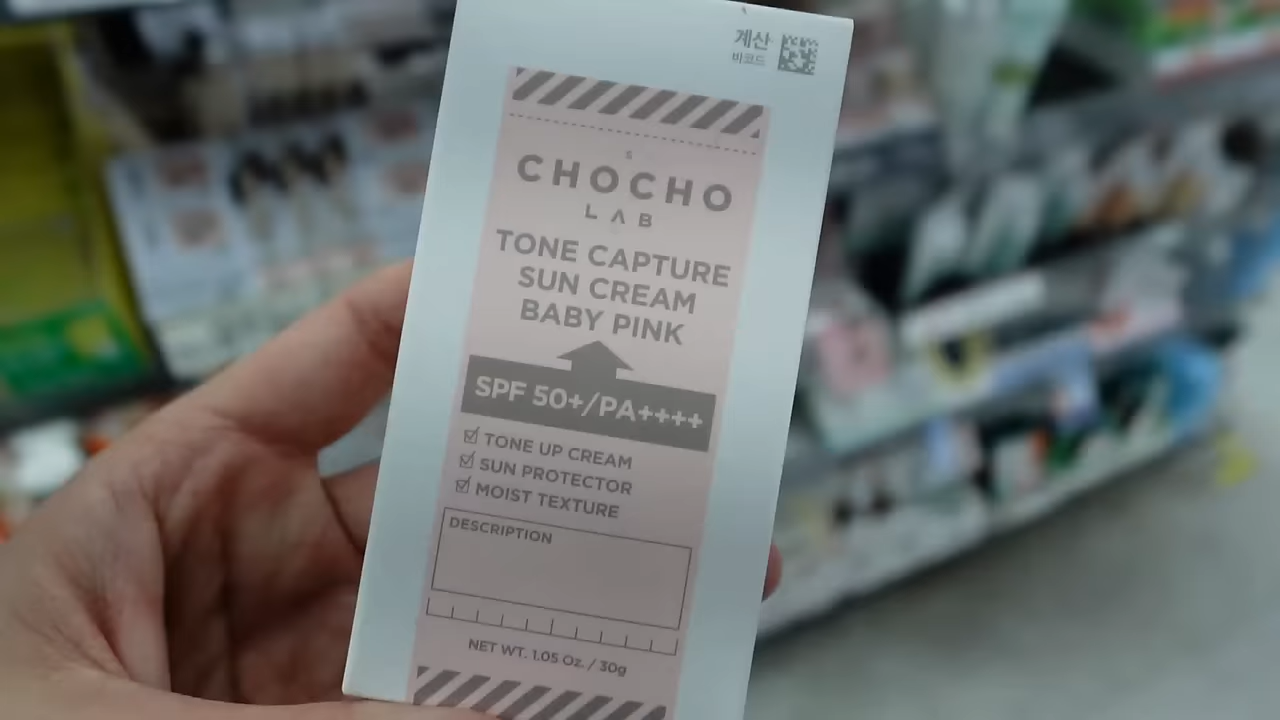 계산
비코드
CHOCHO
LAB
TONE CAPTURE
SUN CREAM
BABY PINK
SPF 50+/PA++++
☑ TONE UP CREAM
☑ SUN PROTECTOR
☑ MOIST TEXTURE
DESCRIPTION
NET WT. 1.05 Oz. / 30g